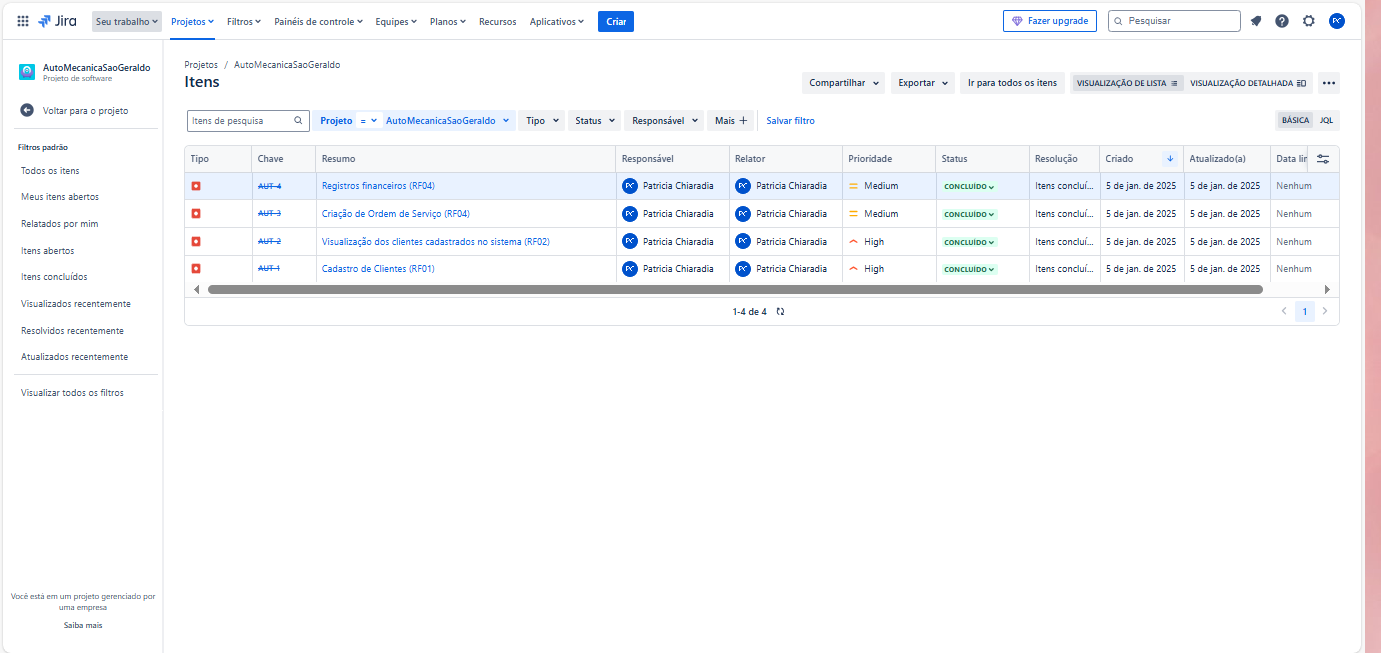 Jira Seu trabalho Projetos Filtros Painéis de controle Equipes Planos Recursos Aplicativos Criar Fazer upgrade Pesquisar PC
AutoMecanicaSaoGeraldo
Projeto de software
Voltar para o projeto
Filtros padrão
Todos os itens
Meus itens abertos
Relatados por mim
Itens abertos
Itens concluídos
Visualizados recentemente
Resolvidos recentemente
Atualizados recentemente
Visualizar todos os filtros
Você está em um projeto gerenciado por
uma empresa
Saiba mais
Projetos / AutoMecanicaSaoGeraldo
Itens
Compartilhar Exportar Ir para todos os itens VISUALIZAÇÃO DE LISTA VISUALIZAÇÃO DETALHADA
Itens de pesquisa Projeto = AutoMecanicaSaoGeraldo Tipo Status Responsável Mais + Salvar filtro BÁSICA JQL
Tipo Chave Resumo Responsável Relator Prioridade Status Resolução Criado Atualizado(a) Data lir
AUT-4 Registros financeiros (RF04) PC Patricia Chiaradia PC Patricia Chiaradia Medium CONCLUÍDO Itens concluí... 5 de jan. de 2025 5 de jan. de 2025 Nenhum
AUT-3 Criação de Ordem de Serviço (RF04) PC Patricia Chiaradia PC Patricia Chiaradia Medium CONCLUÍDO Itens concluí... 5 de jan. de 2025 5 de jan. de 2025 Nenhum
AUT-2 Visualização dos clientes cadastrados no sistema (RF02) PC Patricia Chiaradia PC Patricia Chiaradia High CONCLUÍDO Itens concluí... 5 de jan. de 2025 5 de jan. de 2025 Nenhum
AUT-1 Cadastro de Clientes (RF01) PC Patricia Chiaradia PC Patricia Chiaradia High CONCLUÍDO Itens concluí... 5 de jan. de 2025 5 de jan. de 2025 Nenhum
1-4 de 4
1